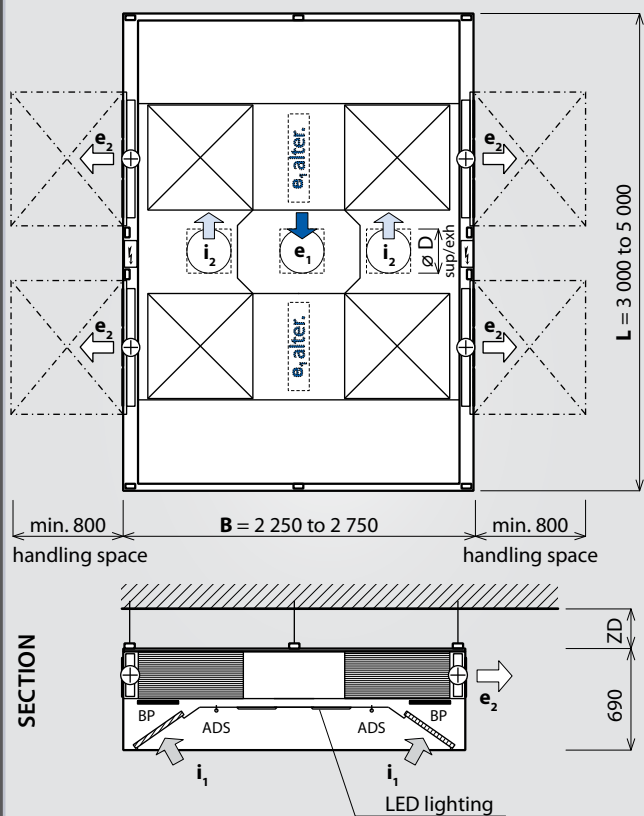 e₂
e₁ alter.
e₂
i₂
e₁
i₂
ø D
sup/exh
L = 3 000 to 5 000
e₂
e₁ alter.
e₂
min. 800
B = 2 250 to 2 750
min. 800
handling space
handling space
SECTION
ZD
e₂
690
BP
ADS
ADS
BP
i₁
i₁
LED lighting